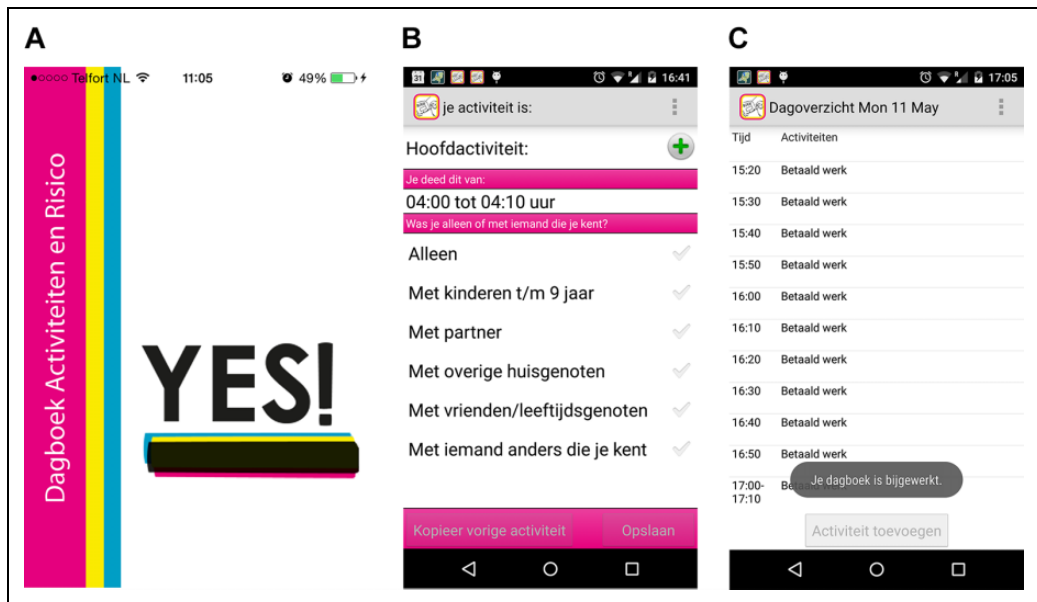 A
Telfort NL 11:05 49%
Dagboek Activiteiten en Risico
YES!
B
31 16:41
je activiteit is:
Hoofdactiviteit:
Je deed dit van:
04:00 tot 04:10 uur
Was je alleen of met iemand die je kent?
Alleen
Met kinderen t/m 9 jaar
Met partner
Met overige huisgenoten
Met vrienden/leeftijdsgenoten
Met iemand anders die je kent
Kopieer vorige activiteit Opslaan
C
17:05
Dagoverzicht Mon 11 May
Tijd Activiteiten
15:20 Betaald werk
15:30 Betaald werk
15:40 Betaald werk
15:50 Betaald werk
16:00 Betaald werk
16:10 Betaald werk
16:20 Betaald werk
16:30 Betaald werk
16:40 Betaald werk
16:50 Betaald werk
17:00-
17:10
Je dagboek is bijgewerkt.
Activiteit toevoegen